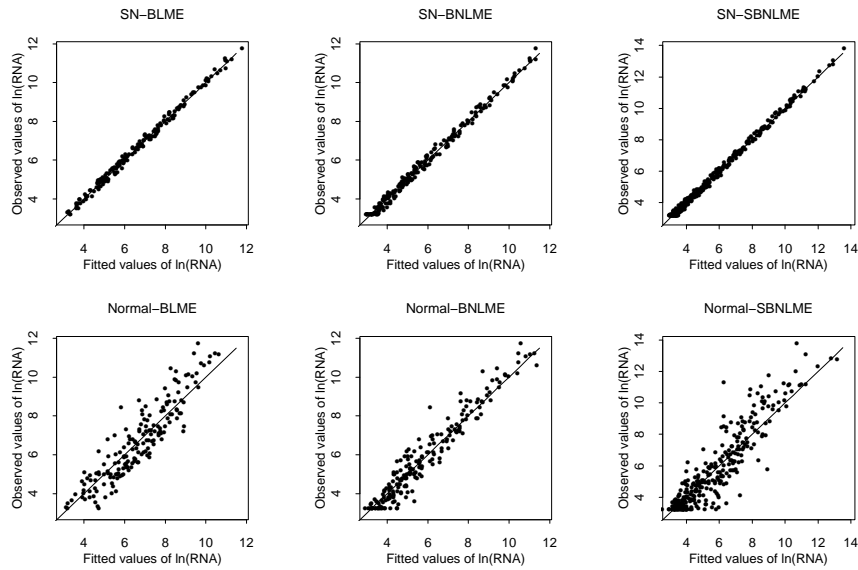 SN−BLME
SN−BNLME
SN−SBNLME
Observed values of ln(RNA)
4 6 8 10 12
4 6 8 10 12
Fitted values of ln(RNA)
Observed values of ln(RNA)
4 6 8 10 12
4 6 8 10 12
Fitted values of ln(RNA)
Observed values of ln(RNA)
4 6 8 10 12 14
4 6 8 10 12 14
Fitted values of ln(RNA)
Normal−BLME
Normal−BNLME
Normal−SBNLME
Observed values of ln(RNA)
4 6 8 10 12
4 6 8 10 12
Fitted values of ln(RNA)
Observed values of ln(RNA)
4 6 8 10 12
4 6 8 10 12
Fitted values of ln(RNA)
Observed values of ln(RNA)
4 6 8 10 12 14
4 6 8 10 12 14
Fitted values of ln(RNA)